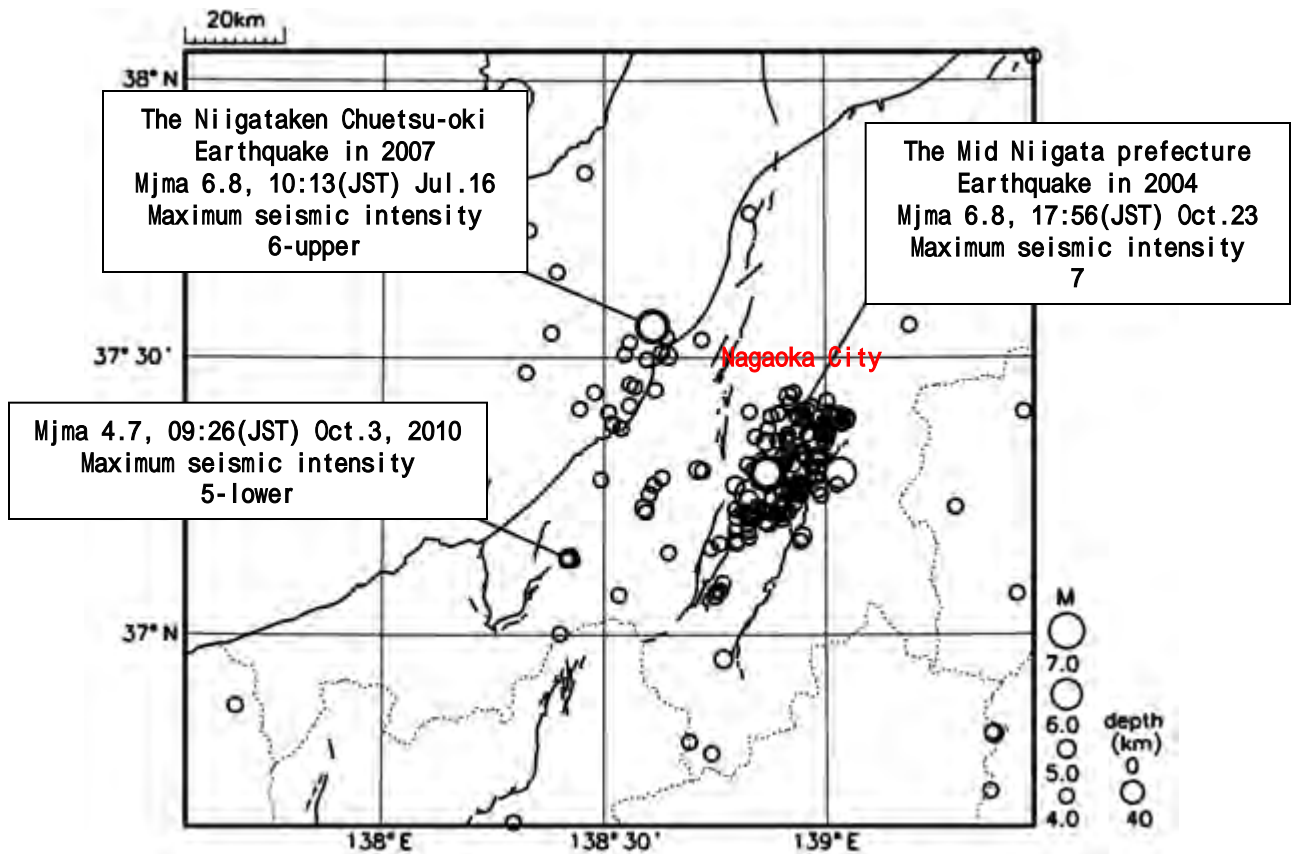 20km
38°N
The Niigataken Chuetsu-oki
Earthquake in 2007
Mjma 6.8, 10:13(JST) Jul.16
Maximum seismic intensity
6-upper
The Mid Niigata prefecture
Earthquake in 2004
Mjma 6.8, 17:56(JST) Oct.23
Maximum seismic intensity
7
37°30'
Nagaoka City
Mjma 4.7, 09:26(JST) Oct.3, 2010
Maximum seismic intensity
5-lower
37°N
M
7.0
6.0
5.0
4.0
depth
(km)
0
40
138°E
138°30'
139°E